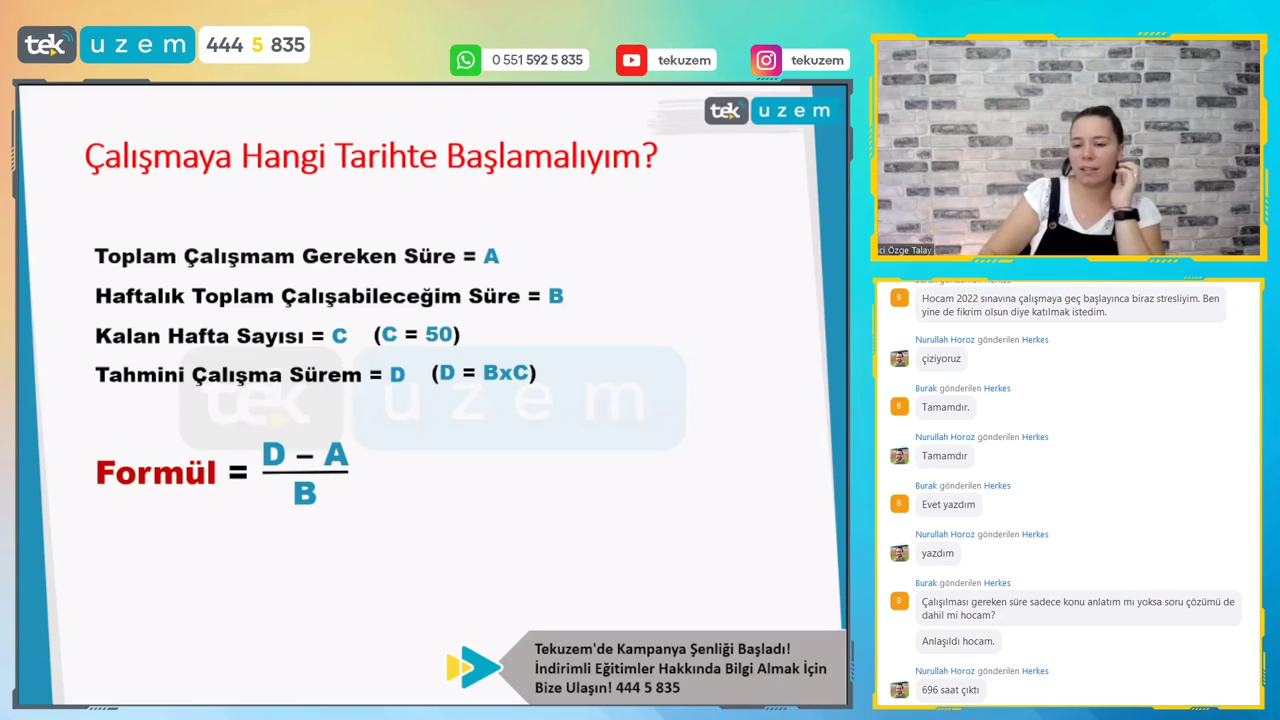 tek uzem 444 5 835
0 551 592 5 835
tekuzem
tekuzem
tek uzem
Çalışmaya Hangi Tarihte Başlamalıyım?
Toplam Çalışmam Gereken Süre = A
Haftalık Toplam Çalışabileceğim Süre = B
Kalan Hafta Sayısı = C (C = 50)
Tahmini Çalışma Sürem = D (D = BxC)
tek uzem
Formül = D – A
B
Tekuzem'de Kampanya Şenliği Başladı!
İndirimli Eğitimler Hakkında Bilgi Almak İçin
Bize Ulaşın! 444 5 835
Özge Talay
B
Hocam 2022 sınavına çalışmaya geç başlayınca biraz stresliyim. Ben
yine de fikrim olsun diye katılmak istedim.
Nurullah Horoz gönderilen Herkes
çiziyoruz
Burak gönderilen Herkes
B
Tamamdır.
Nurullah Horoz gönderilen Herkes
Tamamdır
Burak gönderilen Herkes
B
Evet yazdım
Nurullah Horoz gönderilen Herkes
yazdım
Burak gönderilen Herkes
B
Çalışılması gereken süre sadece konu anlatım mı yoksa soru çözümü de
dahil mi hocam?
Anlaşıldı hocam.
Nurullah Horoz gönderilen Herkes
696 saat çıktı